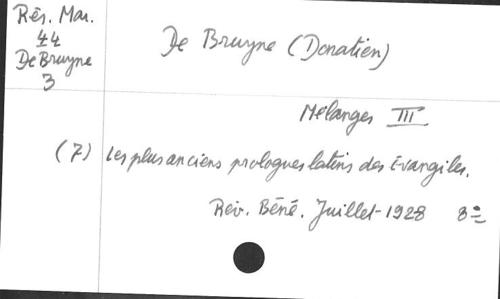 Rés. Mar.
44
De Bruyne
3
De Bruyne (Donatien)
Mélanges III
(7) Les plus anciens prologues latins des Évangiles.
Rev. Béné. Juillet-1928 8º